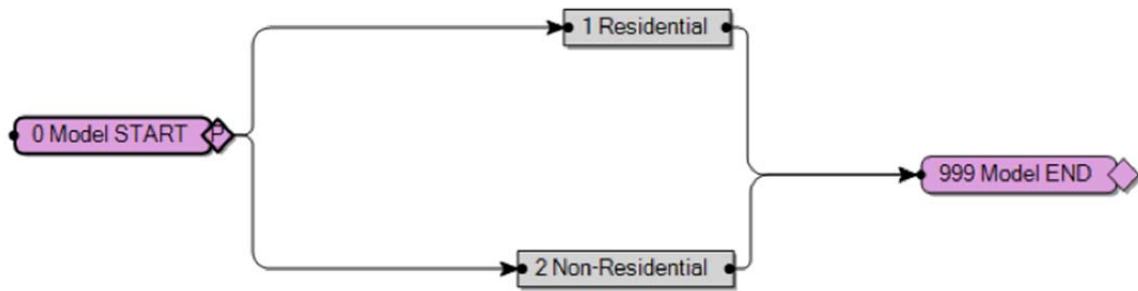 1 Residential
0 Model START P
999 Model END
2 Non-Residential